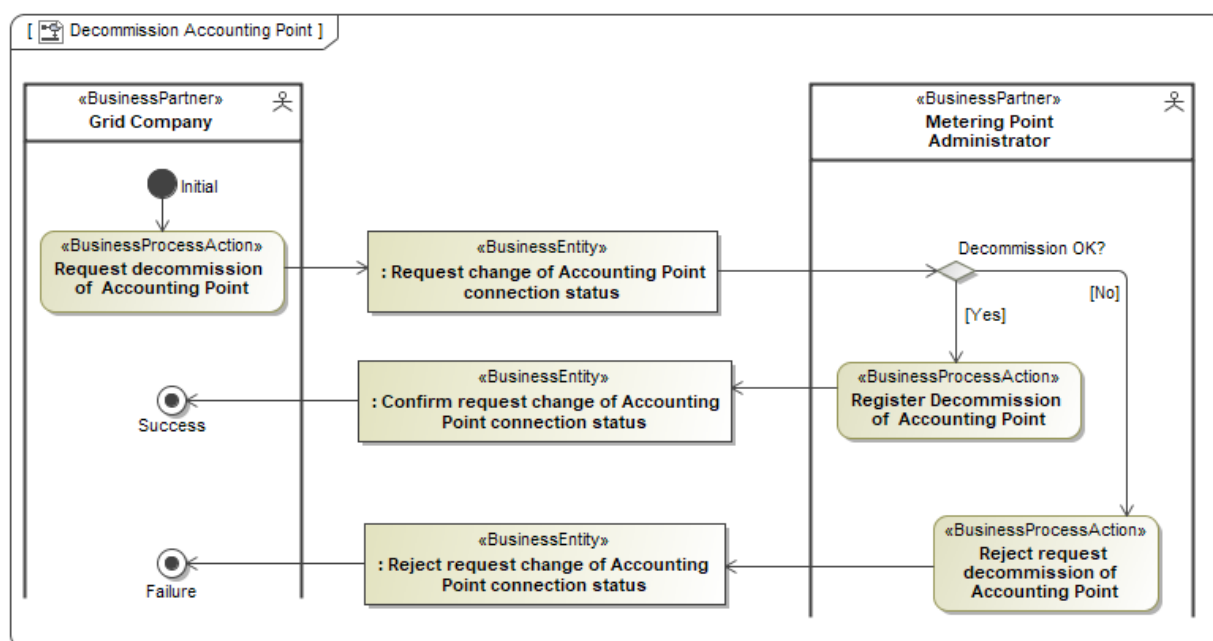 [ Decommission Accounting Point ]
«BusinessPartner»
Grid Company
«BusinessPartner»
Metering Point
Administrator
Initial
«BusinessProcessAction»
Request decommission
of Accounting Point
«BusinessEntity»
: Request change of Accounting Point
connection status
Decommission OK?
[Yes]
[No]
«BusinessProcessAction»
Register Decommission
of Accounting Point
«BusinessEntity»
: Confirm request change of Accounting
Point connection status
Success
«BusinessProcessAction»
Reject request
decommission of
Accounting Point
«BusinessEntity»
: Reject request change of Accounting
Point connection status
Failure